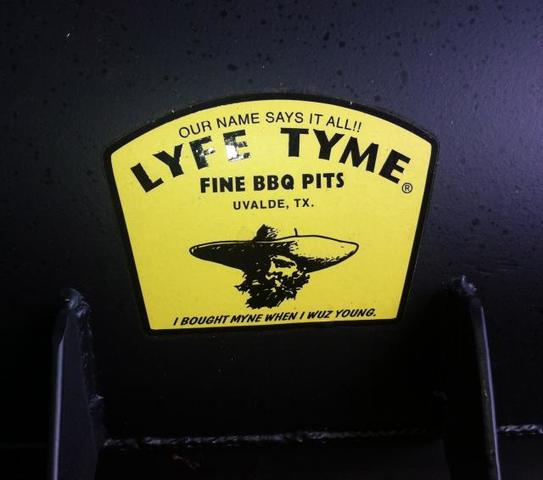 OUR NAME SAYS IT ALL!!
LYFE TYME®
FINE BBQ PITS
UVALDE, TX.
I BOUGHT MYNE WHEN I WUZ YOUNG.